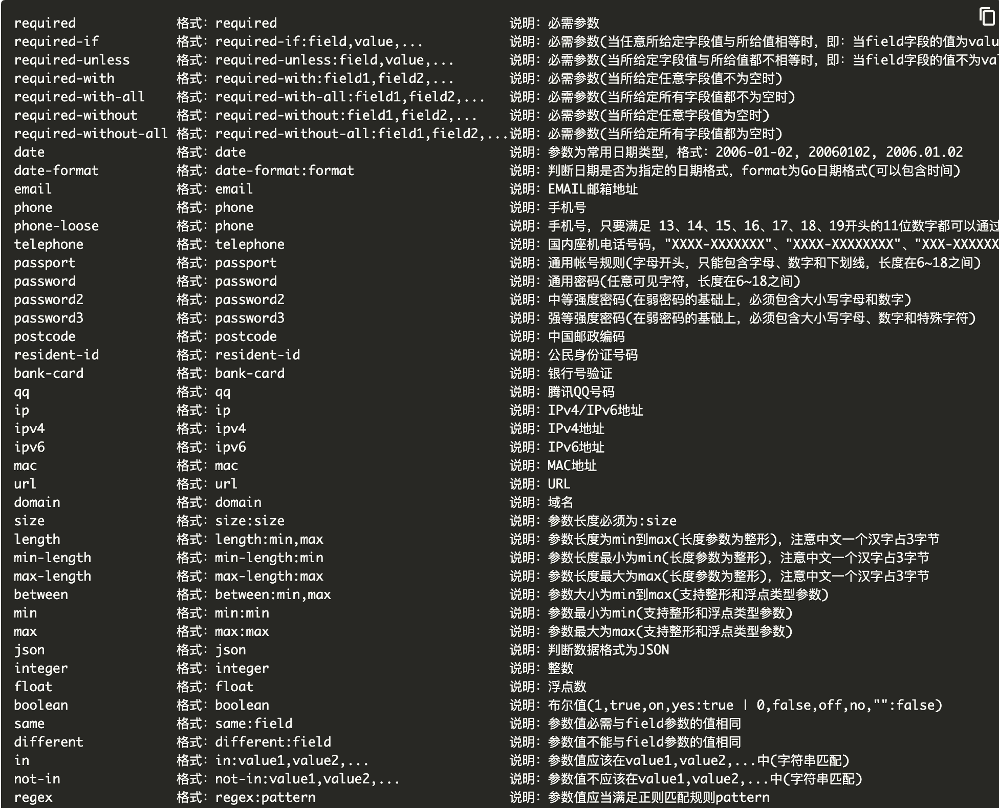 required 格式：required 说明：必需参数
required-if 格式：required-if:field,value,... 说明：必需参数(当任意所给定字段值与所给值相等时，即：当field字段的值为valu
required-unless 格式：required-unless:field,value,... 说明：必需参数(当所给定字段值与所给值都不相等时，即：当field字段的值不为va
required-with 格式：required-with:field1,field2,... 说明：必需参数(当所给定任意字段值不为空时)
required-with-all 格式：required-with-all:field1,field2,... 说明：必需参数(当所给定所有字段值都不为空时)
required-without 格式：required-without:field1,field2,... 说明：必需参数(当所给定任意字段值为空时)
required-without-all 格式：required-without-all:field1,field2,...说明：必需参数(当所给定所有字段值都为空时)
date 格式：date 说明：参数为常用日期类型，格式：2006-01-02, 20060102, 2006.01.02
date-format 格式：date-format:format 说明：判断日期是否为指定的日期格式，format为Go日期格式(可以包含时间)
email 格式：email 说明：EMAIL邮箱地址
phone 格式：phone 说明：手机号
phone-loose 格式：phone 说明：手机号，只要满足 13、14、15、16、17、18、19开头的11位数字都可以通过
telephone 格式：telephone 说明：国内座机电话号码，"XXXX-XXXXXXX"、"XXXX-XXXXXXXX"、"XXX-XXXXXX
passport 格式：passport 说明：通用帐号规则(字母开头，只能包含字母、数字和下划线，长度在6~18之间)
password 格式：password 说明：通用密码(任意可见字符，长度在6~18之间)
password2 格式：password2 说明：中等强度密码(在弱密码的基础上，必须包含大小写字母和数字)
password3 格式：password3 说明：强等强度密码(在弱密码的基础上，必须包含大小写字母、数字和特殊字符)
postcode 格式：postcode 说明：中国邮政编码
resident-id 格式：resident-id 说明：公民身份证号码
bank-card 格式：bank-card 说明：银行号验证
qq 格式：qq 说明：腾讯QQ号码
ip 格式：ip 说明：IPv4/IPv6地址
ipv4 格式：ipv4 说明：IPv4地址
ipv6 格式：ipv6 说明：IPv6地址
mac 格式：mac 说明：MAC地址
url 格式：url 说明：URL
domain 格式：domain 说明：域名
size 格式：size:size 说明：参数长度必须为:size
length 格式：length:min,max 说明：参数长度为min到max(长度参数为整形)，注意中文一个汉字占3字节
min-length 格式：min-length:min 说明：参数长度最小为min(长度参数为整形)，注意中文一个汉字占3字节
max-length 格式：max-length:max 说明：参数长度最大为max(长度参数为整形)，注意中文一个汉字占3字节
between 格式：between:min,max 说明：参数大小为min到max(支持整形和浮点类型参数)
min 格式：min:min 说明：参数最小为min(支持整形和浮点类型参数)
max 格式：max:max 说明：参数最大为max(支持整形和浮点类型参数)
json 格式：json 说明：判断数据格式为JSON
integer 格式：integer 说明：整数
float 格式：float 说明：浮点数
boolean 格式：boolean 说明：布尔值(1,true,on,yes:true | 0,false,off,no,"":false)
same 格式：same:field 说明：参数值必需与field参数的值相同
different 格式：different:field 说明：参数值不能与field参数的值相同
in 格式：in:value1,value2,... 说明：参数值应该在value1,value2,...中(字符串匹配)
not-in 格式：not-in:value1,value2,... 说明：参数值不应该在value1,value2,...中(字符串匹配)
regex 格式：regex:pattern 说明：参数值应当满足正则匹配规则pattern